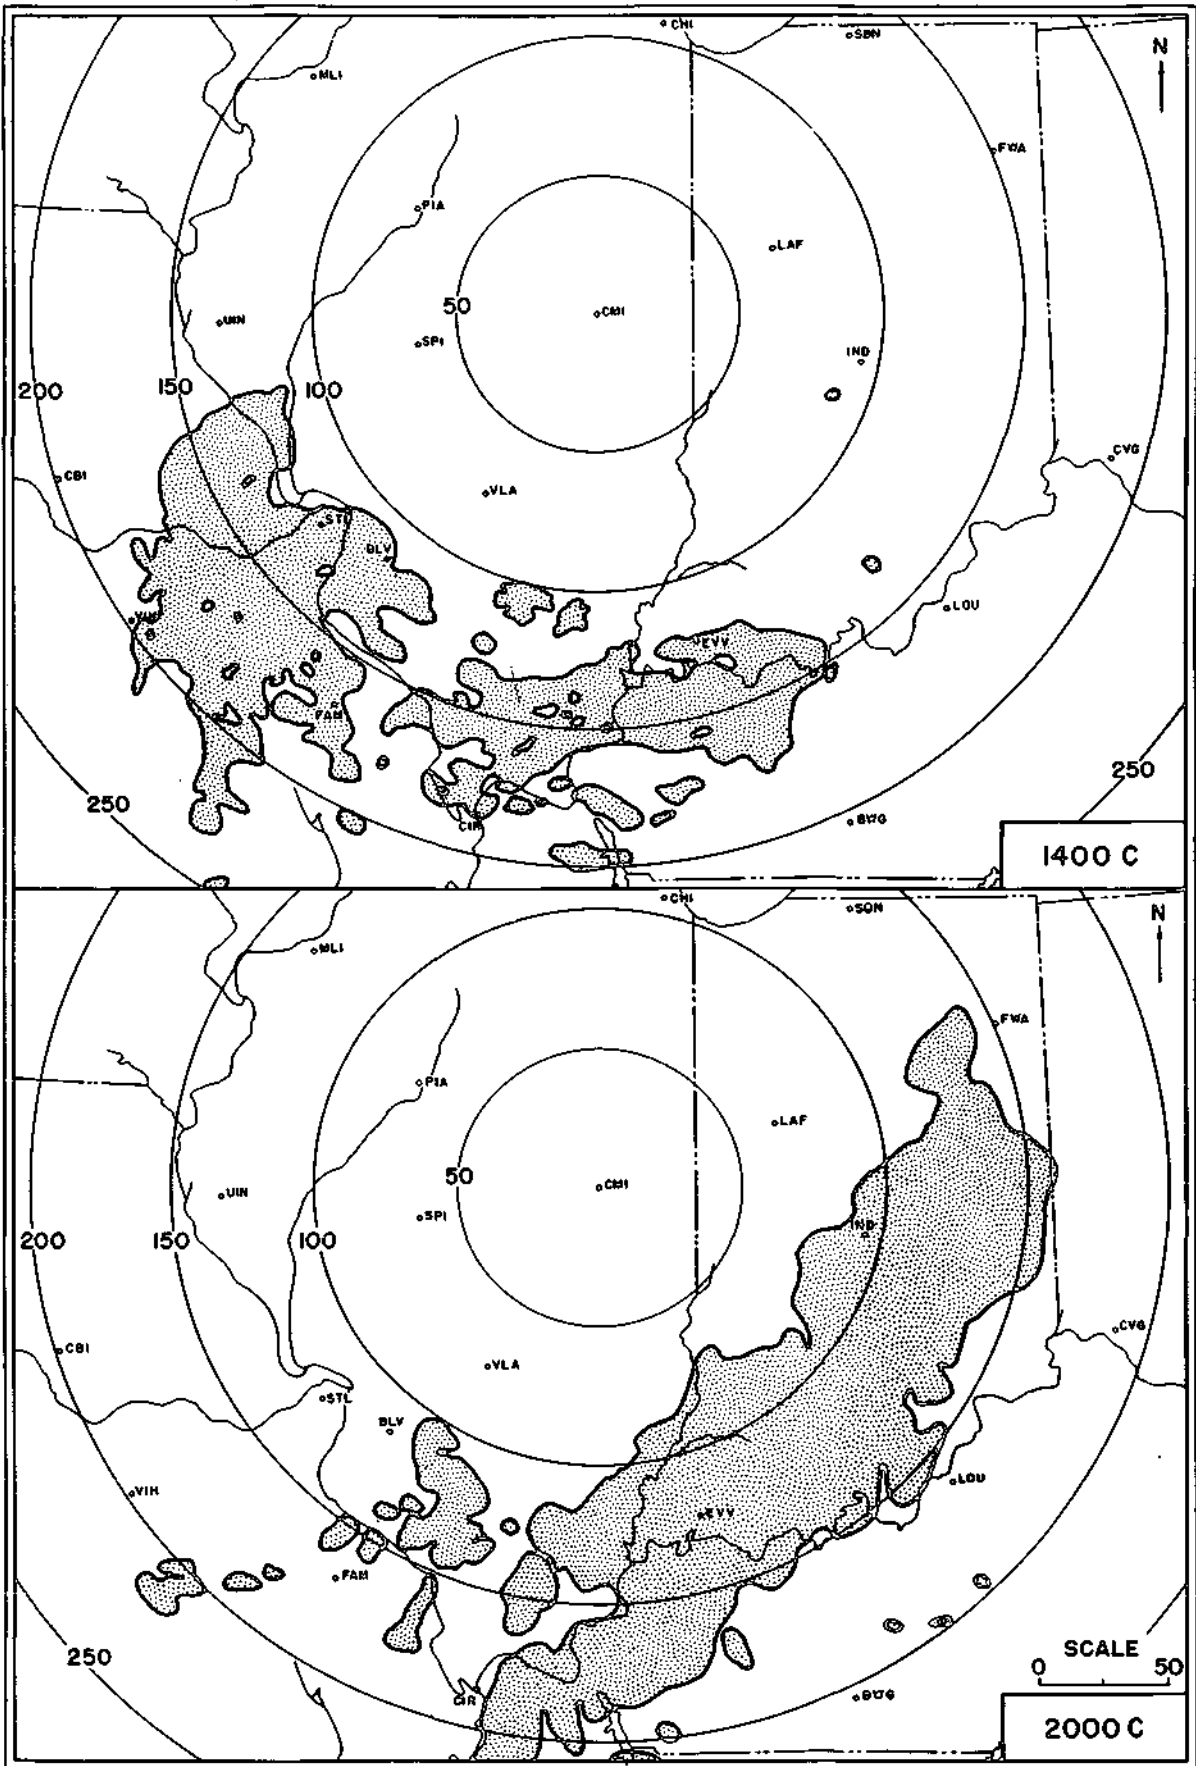 CHI
SBN
N
MLI
FWA
PIA
LAF
50
CMI
UIN
SPI
IND
200
150
100
CBI
CVG
VLA
STL
BLV
LOU
VIH
EVV
FAM
250
250
CIR
BWG
1400 C
CHI
SBN
N
MLI
FWA
PIA
LAF
50
CMI
UIN
SPI
IND
200
150
100
CBI
CVG
VLA
STL
BLV
LOU
VIH
EVV
FAM
250
SCALE
0 50
CIR
BWG
2000 C